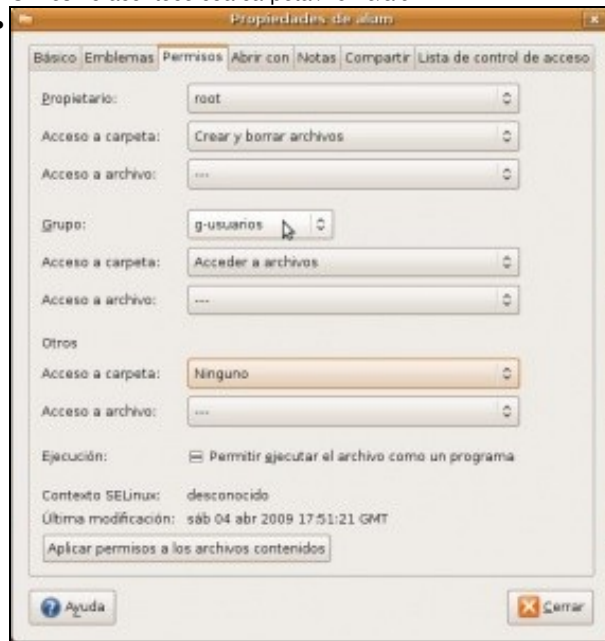 Propiedades de alum
Básico Emblemas Permisos Abrir con Notas Compartir Lista de control de acceso
Propietario: root
Acceso a carpeta: Crear y borrar archivos
Acceso a archivo: ---
Grupo: g-usuarios
Acceso a carpeta: Acceder a archivos
Acceso a archivo: ---
Otros
Acceso a carpeta: Ninguno
Acceso a archivo: ---
Ejecución: Permitir ejecutar el archivo como un programa
Contexto SELinux: desconocido
Última modificación: sáb 04 abr 2009 17:51:21 GMT
Aplicar permisos a los archivos contenidos
Ayuda Cerrar